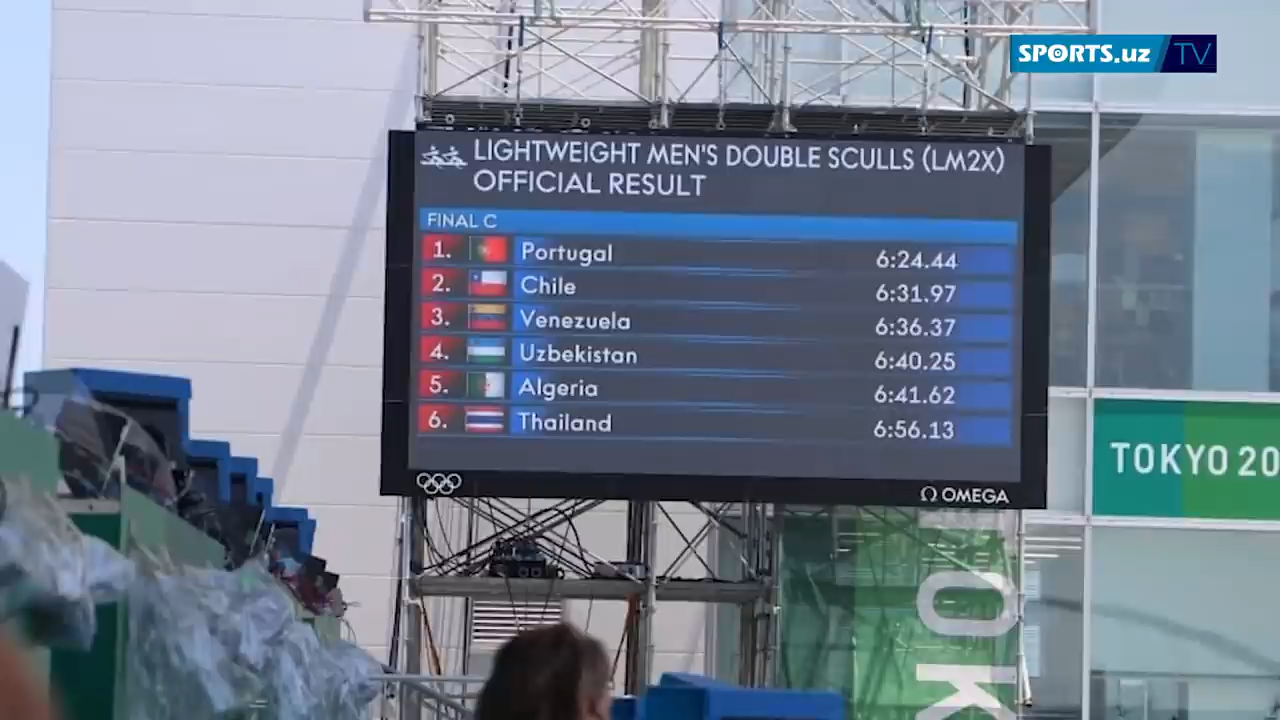 SPORTS.uz TV
LIGHTWEIGHT MEN'S DOUBLE SCULLS (LM2X)
OFFICIAL RESULT
FINAL C
1. Portugal 6:24.44
2. Chile 6:31.97
3. Venezuela 6:36.37
4. Uzbekistan 6:40.25
5. Algeria 6:41.62
6. Thailand 6:56.13
Ω OMEGA
TOKYO 20
OK